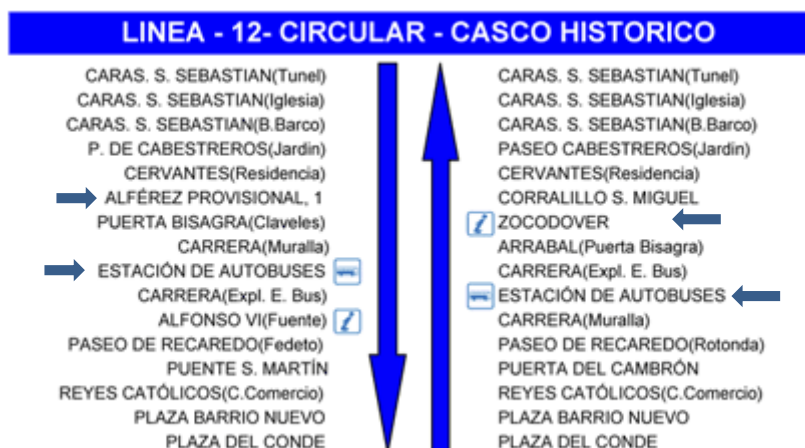 LINEA - 12- CIRCULAR - CASCO HISTORICO
CARAS. S. SEBASTIAN(Tunel)
CARAS. S. SEBASTIAN(Iglesia)
CARAS. S. SEBASTIAN(B.Barco)
P. DE CABESTREROS(Jardin)
CERVANTES(Residencia)
ALFÉREZ PROVISIONAL, 1
PUERTA BISAGRA(Claveles)
CARRERA(Muralla)
ESTACIÓN DE AUTOBUSES
CARRERA(Expl. E. Bus)
ALFONSO VI(Fuente) i
PASEO DE RECAREDO(Fedeto)
PUENTE S. MARTÍN
REYES CATÓLICOS(C.Comercio)
PLAZA BARRIO NUEVO
PLAZA DEL CONDE
CARAS. S. SEBASTIAN(Tunel)
CARAS. S. SEBASTIAN(Iglesia)
CARAS. S. SEBASTIAN(B.Barco)
PASEO CABESTREROS(Jardin)
CERVANTES(Residencia)
CORRALILLO S. MIGUEL
i ZOCODOVER
ARRABAL(Puerta Bisagra)
CARRERA(Expl. E. Bus)
ESTACIÓN DE AUTOBUSES
CARRERA(Muralla)
PASEO DE RECAREDO(Rotonda)
PUERTA DEL CAMBRÓN
REYES CATÓLICOS(C.Comercio)
PLAZA BARRIO NUEVO
PLAZA DEL CONDE